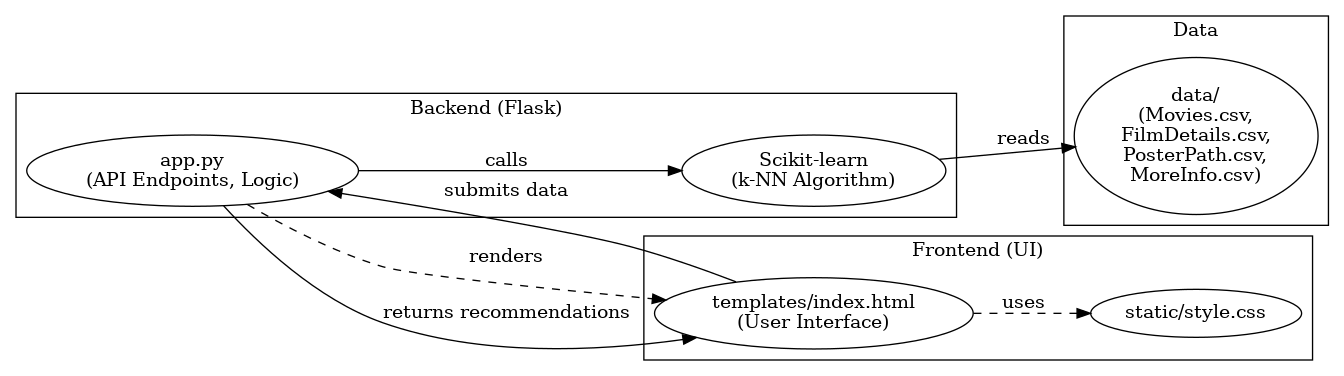 Data
data/
(Movies.csv,
FilmDetails.csv,
PosterPath.csv,
MoreInfo.csv)
Backend (Flask)
app.py
(API Endpoints, Logic)
calls
Scikit-learn
(k-NN Algorithm)
reads
submits data
renders
returns recommendations
Frontend (UI)
templates/index.html
(User Interface)
uses
static/style.css